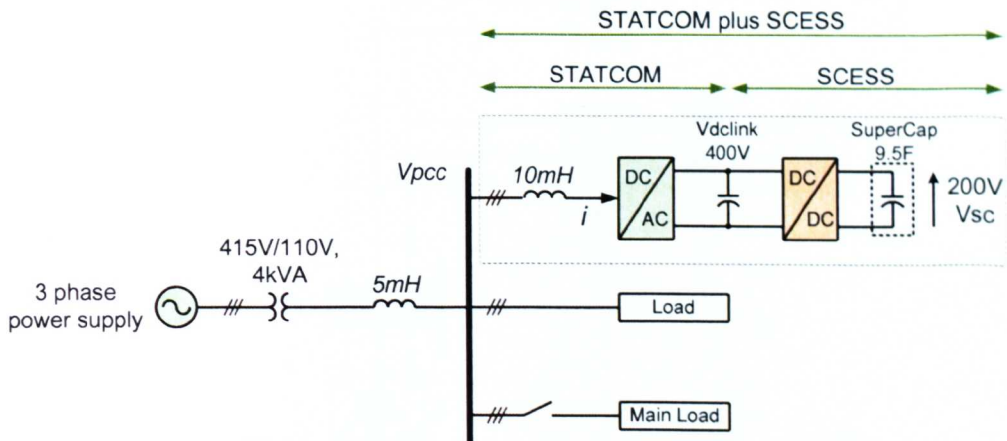 STATCOM plus SCESS
STATCOM
SCESS
Vdclink
400V
SuperCap
9.5F
Vpcc
10mH
i
DC
AC
DC
DC
200V
Vsc
415V/110V,
4kVA
5mH
3 phase
power supply
Load
Main Load